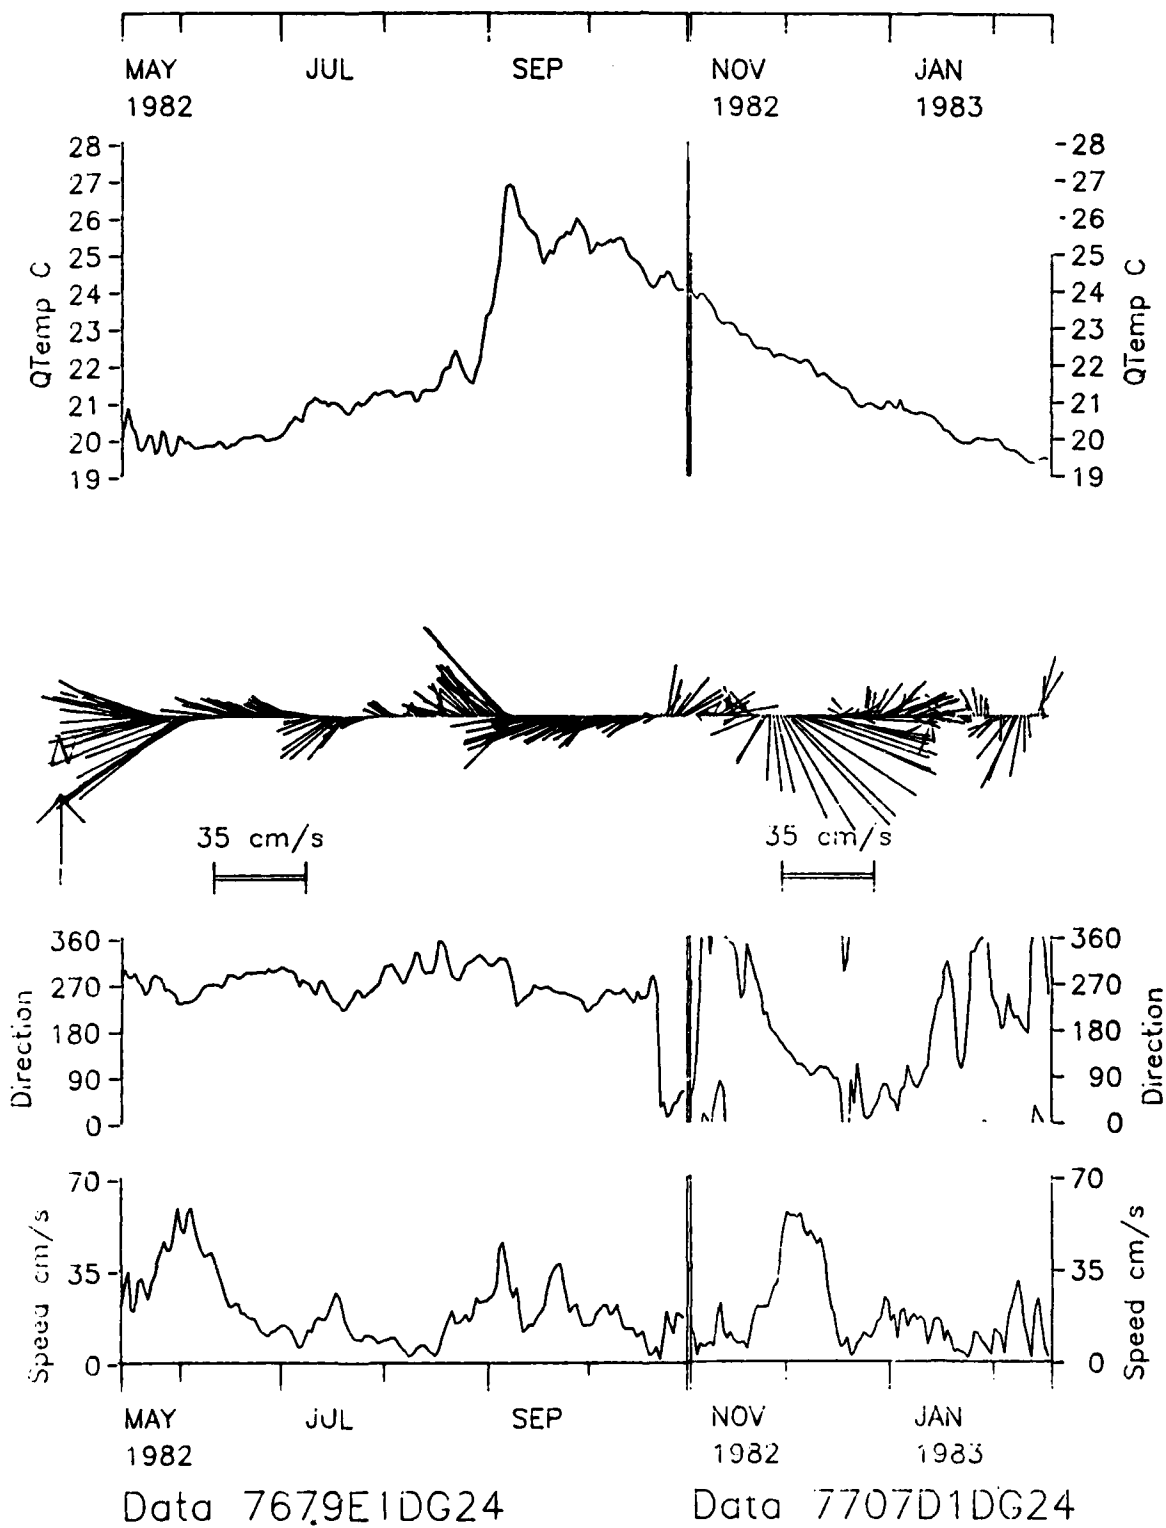 MAY JUL SEP NOV JAN
1982 1982 1983
28 28
27 27
26 26
25 25
24 24
23 23
22 22
21 21
20 20
19 19
QTemp C
QTemp C
N
35 cm/s 35 cm/s
360 360
270 270
180 180
90 90
0 0
Direction
Direction
70 70
35 35
0 0
Speed cm/s
Speed cm/s
MAY JUL SEP NOV JAN
1982 1982 1983
Data 7679E1DG24 Data 7707D1DG24